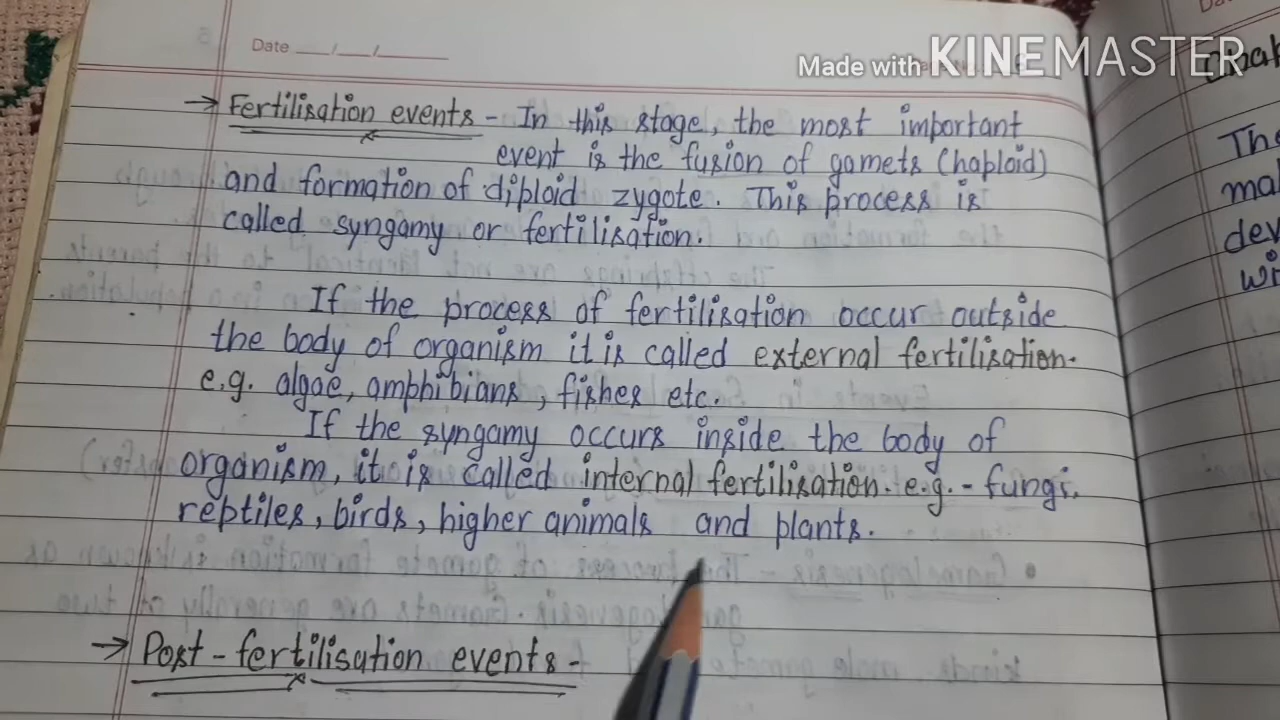 Date __/__/____
Made with KINEMASTER
→ Fertilisation events - In this stage, the most important
event is the fusion of gamets (haploid)
and formation of diploid zygote. This process is
called syngamy or fertilisation.
If the process of fertilisation occur outside
the body of organism it is called external fertilisation.
e.g. algae, amphibians, fishes etc.
If the syngamy occurs inside the body of
organism, it is called internal fertilisation. e.g. - fungi,
reptiles, birds, higher animals and plants.
→ Post-fertilisation events -